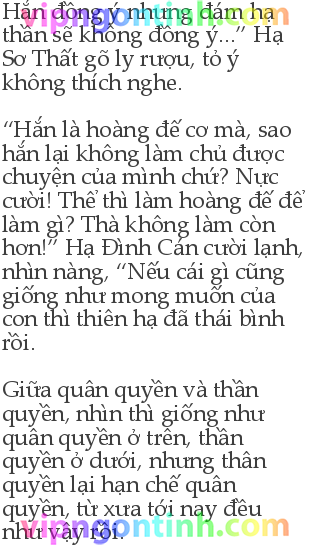 Hắn đồng ý nhưng đám hạ
thần sẽ không đồng ý...” Hạ
Sơ Thất gõ ly rượu, tỏ ý
không thích nghe.
“Hắn là hoàng đế cơ mà, sao
hắn lại không làm chủ được
chuyện của mình chứ? Nực
cười! Thế thì làm hoàng đế để
làm gì? Thà không làm còn
hơn!” Hạ Đình Cán cười lạnh,
nhìn nàng, “Nếu cái gì cũng
giống như mong muốn của
con thì thiên hạ đã thái bình
rồi.
Giữa quân quyền và thần
quyền, nhìn thì giống như
quân quyền ở trên, thần
quyền ở dưới, nhưng thân
quyền lại hạn chế quân
quyền, từ xưa tới nay đều
như vậy rồi.
vipngontinh.com
vipngontinh.com